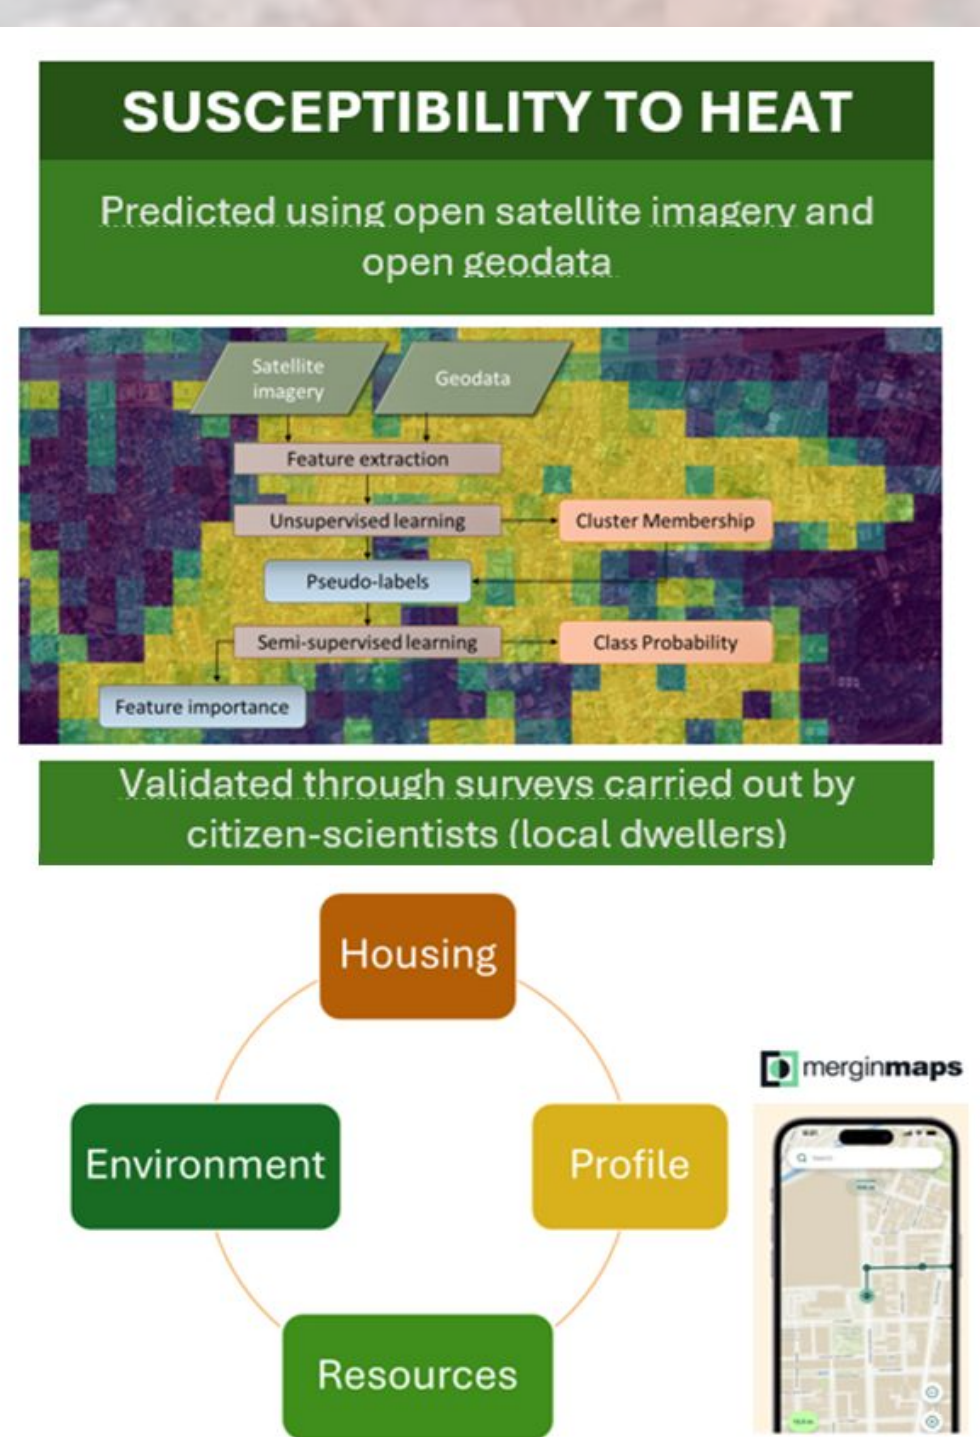 SUSCEPTIBILITY TO HEAT
Predicted using open satellite imagery and
open geodata
Satellite
imagery
Geodata
Feature extraction
Unsupervised learning
Cluster Membership
Pseudo-labels
Semi-supervised learning
Class Probability
Feature importance
Validated through surveys carried out by
citizen-scientists (local dwellers)
Housing
merginmaps
Environment
Profile
Search
Resources